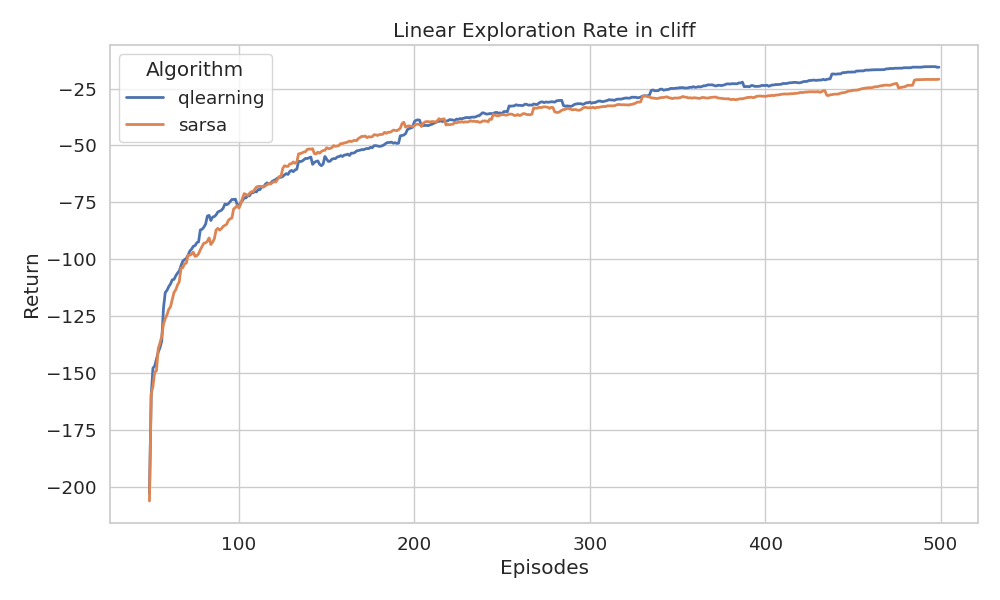 Linear Exploration Rate in cliff
Algorithm
qlearning
sarsa
Return
−25
−50
−75
−100
−125
−150
−175
−200
100 200 300 400 500
Episodes